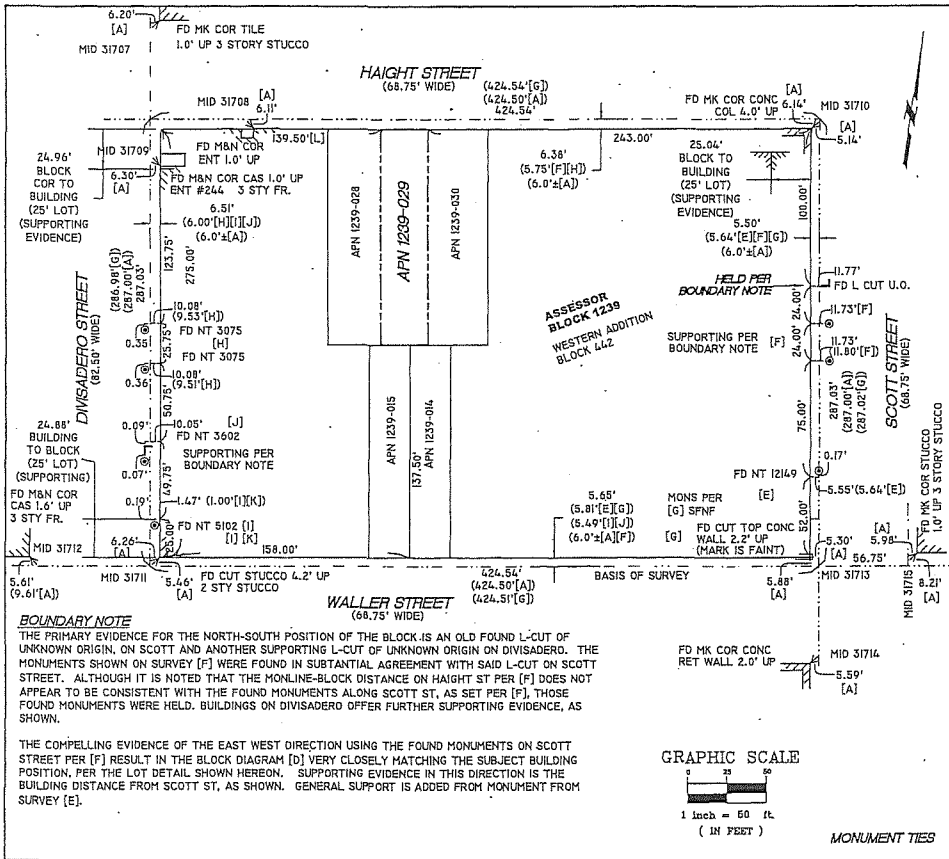 6.20'
[A]
FD MK COR TILE
1.0' UP 3 STORY STUCCO
MID 31707
HAIGHT STREET
(68.75' WIDE)
(424.54'[G])
(424.50'[A])
424.54'
MID 31708
[A]
6.11'
139.50'[L]
243.00'
FD MK COR CONC
COL 4.0' UP
[A]
6.14'
MID 31710
[A]
5.14'
MID 31709
FD M&N COR
ENT 1.0' UP
24.96'
BLOCK
COR TO
BUILDING
(25' LOT)
(SUPPORTING
EVIDENCE)
6.30'
[A]
FD M&N COR CAS 1.0' UP
ENT #244 3 STY FR.
6.51'
(6.00'[H][I][J])
(6.0'±[A])
6.38'
(5.75'[F][H])
(6.0'±[A])
25.04'
BLOCK TO
BUILDING
(25' LOT)
(SUPPORTING
EVIDENCE)
100.00'
5.50'
(5.64'[E][F][G])
(6.0'±[A])
APN 1239-028
APN 1239-029
APN 1239-030
123.75'
275.00'
DIVISADERO STREET
(82.50' WIDE)
(286.98'[G])
(287.00'[A])
287.03'
ASSESSOR
BLOCK 1239
WESTERN ADDITION
BLOCK 442
HELD PER
BOUNDARY NOTE
11.77'
FD L CUT U.O.
24.00'
11.73'[F]
SUPPORTING PER
BOUNDARY NOTE
[F]
24.00'
11.73'
(11.80'[F])
10.08'
(9.53'[H])
0.35'
FD NT 3075
[H]
25.75'
FD NT 3075
0.36'
10.08'
(9.51'[H])
50.75'
SCOTT STREET
(68.75' WIDE)
287.03'
(287.00'[A])
(287.02'[G])
75.00'
24.88'
BUILDING
TO BLOCK
(25' LOT)
(SUPPORTING)
0.09'
10.05'
[J]
FD NT 3602
SUPPORTING PER
BOUNDARY NOTE
0.07'
49.75'
APN 1239-015
137.50'
APN 1239-014
0.17'
FD NT 12149
[E]
5.55'(5.64'[E])
FD M&N COR
CAS 1.6' UP
3 STY FR.
0.19'
1.47' (1.00'[I][K])
FD NT 5102 [I]
[I] [K]
25.00'
158.00'
5.65'
(5.81'[E][G])
(5.49'[I][J])
(6.0'±[A][F])
MONS PER
[G] SFNF
[G]
FD CUT TOP CONC
WALL 2.2' UP
(MARK IS FAINT)
52.00'
FD MK COR STUCCO
1.0' UP 3 STORY STUCCO
[A]
5.98'
MID 31712
6.26'
[A]
5.61'
(9.61'[A])
MID 31711
5.46'
[A]
FD CUT STUCCO 4.2' UP
2 STY STUCCO
424.54'
(424.50'[A])
(424.51'[G])
BASIS OF SURVEY
5.88'
[A]
5.30'
[A]
MID 31713
56.75'
MID 31715
8.21'
[A]
WALLER STREET
(68.75' WIDE)
FD MK COR CONC
RET WALL 2.0' UP
MID 31714
5.59'
[A]
BOUNDARY NOTE
THE PRIMARY EVIDENCE FOR THE NORTH-SOUTH POSITION OF THE BLOCK IS AN OLD FOUND L-CUT OF
UNKNOWN ORIGIN, ON SCOTT AND ANOTHER SUPPORTING L-CUT OF UNKNOWN ORIGIN ON DIVISADERO. THE
MONUMENTS SHOWN ON SURVEY [F] WERE FOUND IN SUBTANTIAL AGREEMENT WITH SAID L-CUT ON SCOTT
STREET. ALTHOUGH IT IS NOTED THAT THE MONLINE-BLOCK DISTANCE ON HAIGHT ST PER [F] DOES NOT
APPEAR TO BE CONSISTENT WITH THE FOUND MONUMENTS ALONG SCOTT ST, AS SET PER [F], THOSE
FOUND MONUMENTS WERE HELD. BUILDINGS ON DIVISADERO OFFER FURTHER SUPPORTING EVIDENCE, AS
SHOWN.
THE COMPELLING EVIDENCE OF THE EAST WEST DIRECTION USING THE FOUND MONUMENTS ON SCOTT
STREET PER [F] RESULT IN THE BLOCK DIAGRAM [D] VERY CLOSELY MATCHING THE SUBJECT BUILDING
POSITION, PER THE LOT DETAIL SHOWN HEREON. SUPPORTING EVIDENCE IN THIS DIRECTION IS THE
BUILDING DISTANCE FROM SCOTT ST, AS SHOWN. GENERAL SUPPORT IS ADDED FROM MONUMENT FROM
SURVEY [E].
GRAPHIC SCALE
0 25 50
1 inch = 50 ft.
( IN FEET )
MONUMENT TIES